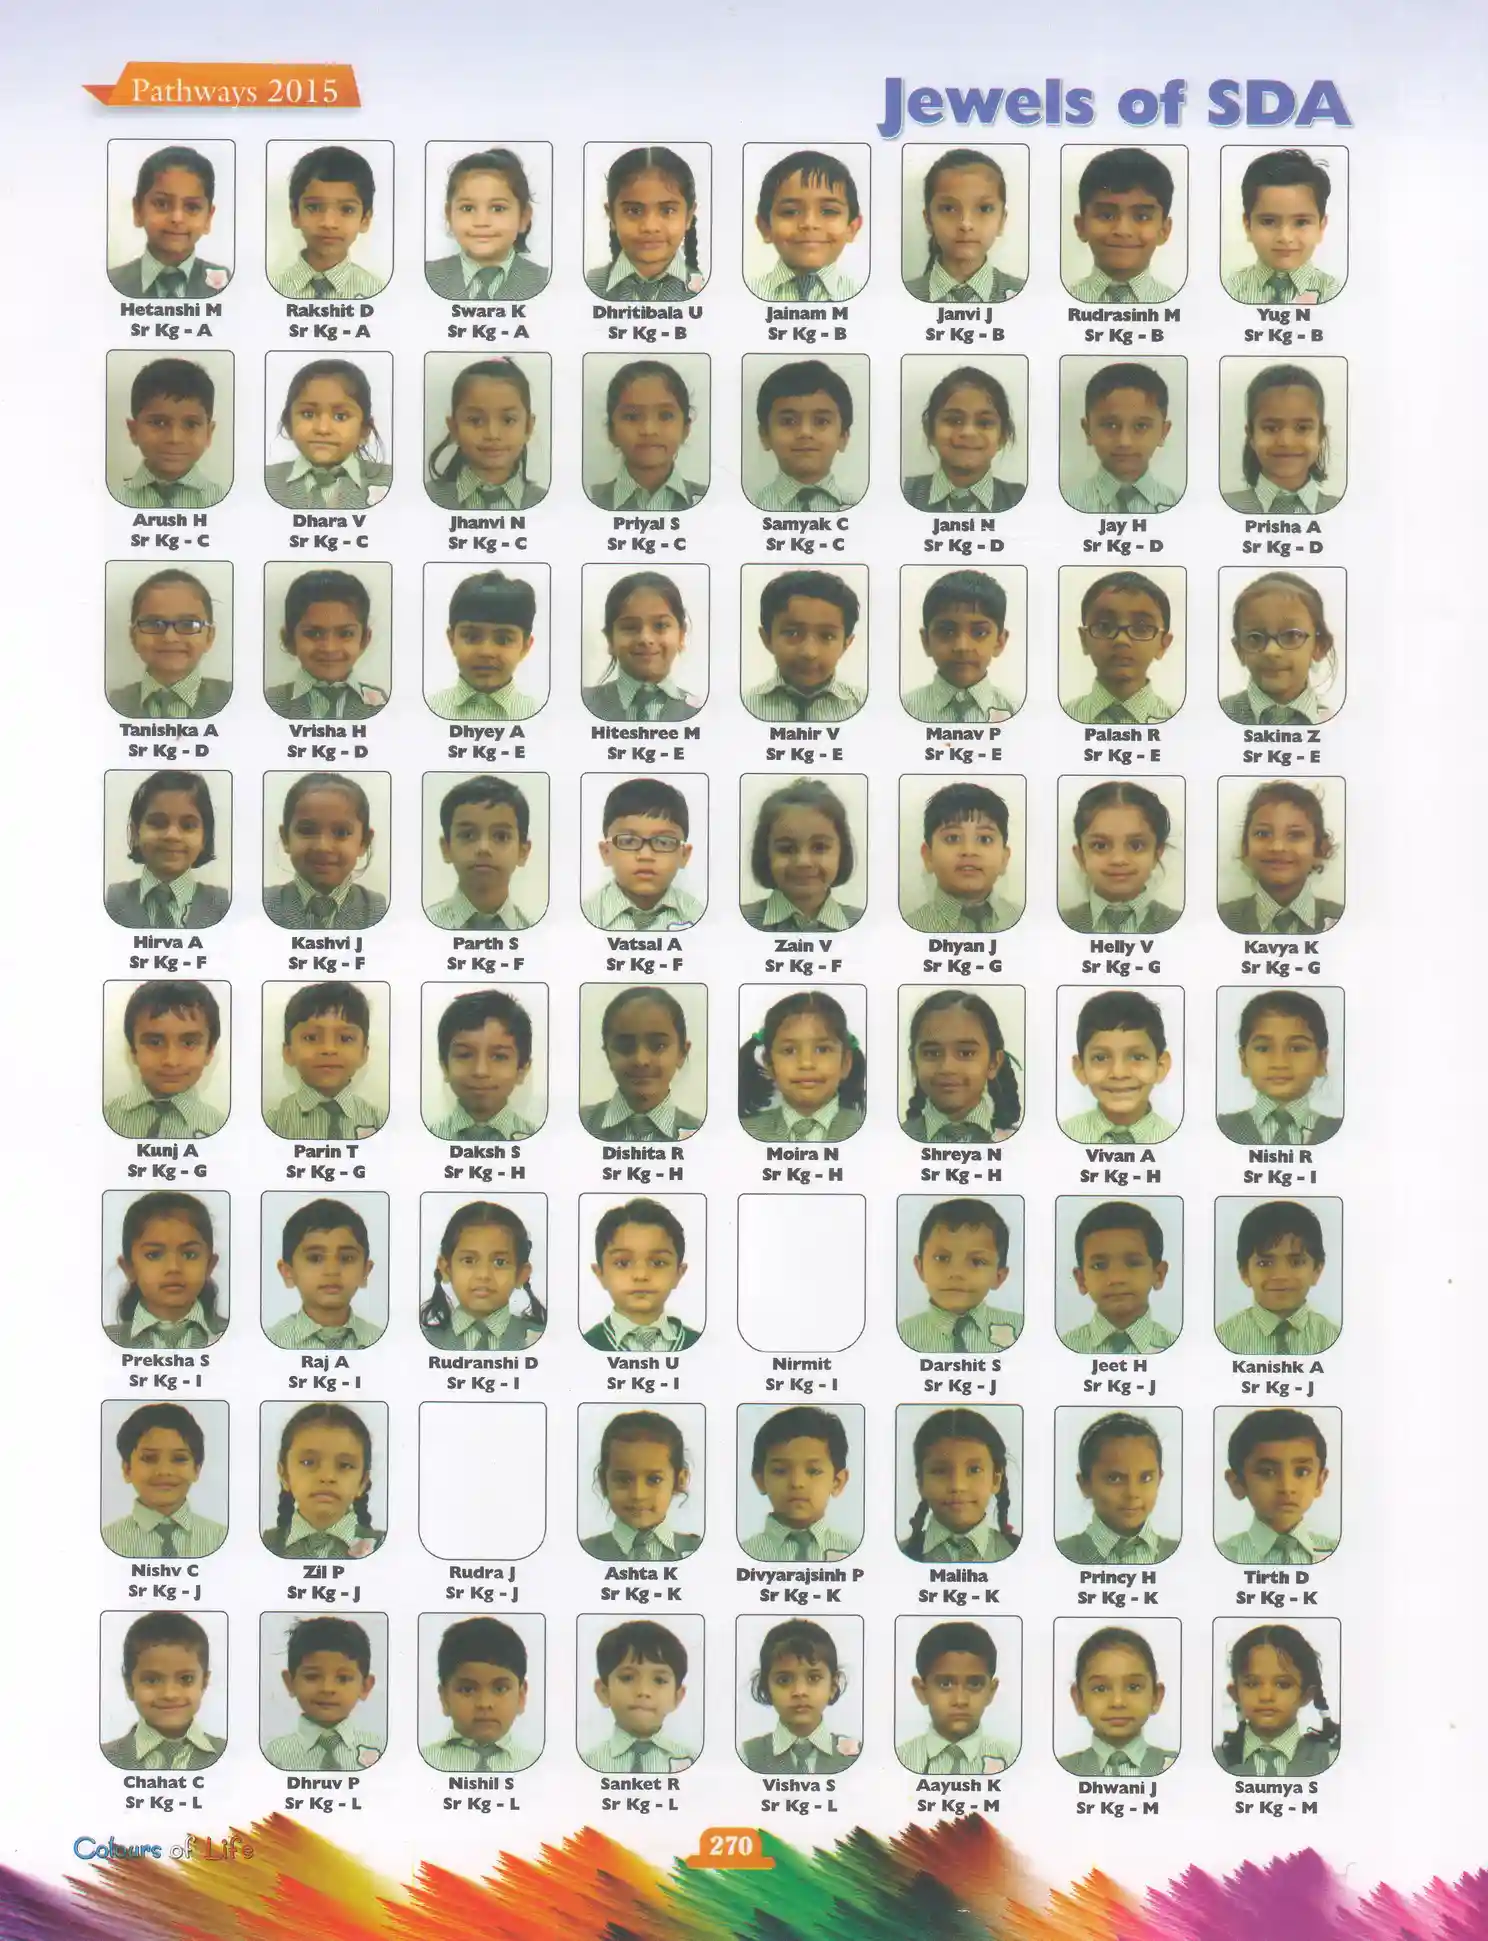 Pathways 2015
Jewels of SDA
Hetanshi M Rakshit D Swara K Dhritibala U Jainam M Janvi J Rudrasinh M Yug N
Sr Kg - A Sr Kg - A Sr Kg - A Sr Kg - B Sr Kg - B Sr Kg - B Sr Kg - B Sr Kg - B
Arush H Dhara V Jhanvi N Priyal S Samyak C Jansi N Jay H Prisha A
Sr Kg - C Sr Kg - C Sr Kg - C Sr Kg - C Sr Kg - C Sr Kg - D Sr Kg - D Sr Kg - D
Tanishka A Vrisha H Dhyey A Hiteshree M Mahir V Manav P Palash R Sakina Z
Sr Kg - D Sr Kg - D Sr Kg - E Sr Kg - E Sr Kg - E Sr Kg - E Sr Kg - E Sr Kg - E
Hirva A Kashvi J Parth S Vatsal A Zain V Dhyan J Helly V Kavya K
Sr Kg - F Sr Kg - F Sr Kg - F Sr Kg - F Sr Kg - F Sr Kg - G Sr Kg - G Sr Kg - G
Kunj A Parin T Daksh S Dishita R Moira N Shreya N Vivan A Nishi R
Sr Kg - G Sr Kg - G Sr Kg - H Sr Kg - H Sr Kg - H Sr Kg - H Sr Kg - H Sr Kg - I
Preksha S Raj A Rudranshi D Vansh U Nirmit Darshit S Jeet H Kanishk A
Sr Kg - I Sr Kg - I Sr Kg - I Sr Kg - I Sr Kg - I Sr Kg - J Sr Kg - J Sr Kg - J
Nishv C Zil P Rudra J Ashta K Divyarajsinh P Maliha Princy H Tirth D
Sr Kg - J Sr Kg - J Sr Kg - J Sr Kg - K Sr Kg - K Sr Kg - K Sr Kg - K Sr Kg - K
Chahat C Dhruv P Nishil S Sanket R Vishva S Aayush K Dhwani J Saumya S
Sr Kg - L Sr Kg - L Sr Kg - L Sr Kg - L Sr Kg - L Sr Kg - M Sr Kg - M Sr Kg - M
Colours of Life
270